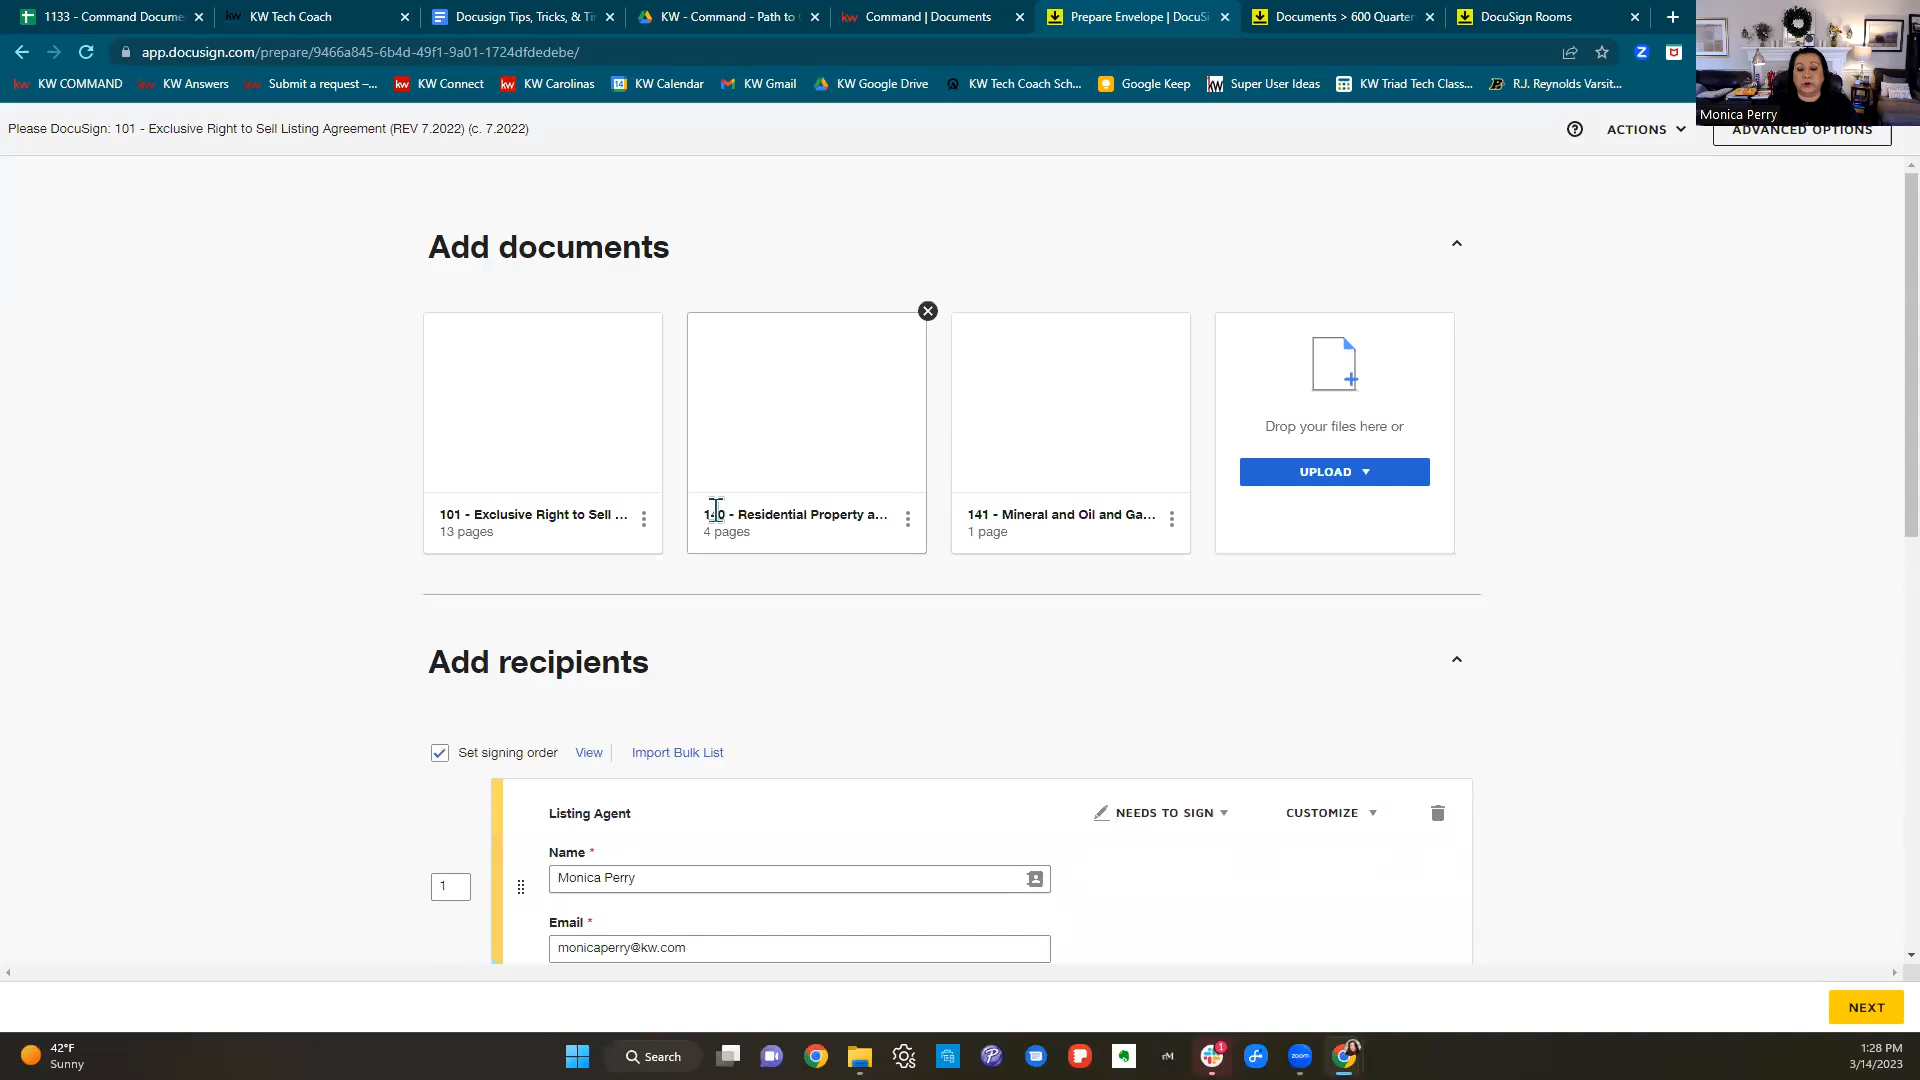 1133 - Command Docume
KW Tech Coach
Docusign Tips, Tricks, & Ti
KW - Command - Path to
Command | Documents
Prepare Envelope | DocuSi
Documents > 600 Quarter
DocuSign Rooms
app.docusign.com/prepare/9466a845-6b4d-49f1-9a01-1724dfdedebe/
KW COMMAND
KW Answers
Submit a request –...
KW Connect
KW Carolinas
KW Calendar
KW Gmail
KW Google Drive
KW Tech Coach Sch...
Google Keep
Super User Ideas
KW Triad Tech Class...
R.J. Reynolds Varsit...
Monica Perry
Please DocuSign: 101 - Exclusive Right to Sell Listing Agreement (REV 7.2022) (c. 7.2022)
ACTIONS
ADVANCED OPTIONS
Add documents
101 - Exclusive Right to Sell ...
13 pages
140 - Residential Property a...
4 pages
141 - Mineral and Oil and Ga...
1 page
Drop your files here or
UPLOAD
Add recipients
Set signing order
View
Import Bulk List
Listing Agent
NEEDS TO SIGN
CUSTOMIZE
Name *
1
Monica Perry
Email *
monicaperry@kw.com
NEXT
42°F
Sunny
Search
rM
1
zoom
1:28 PM
3/14/2023